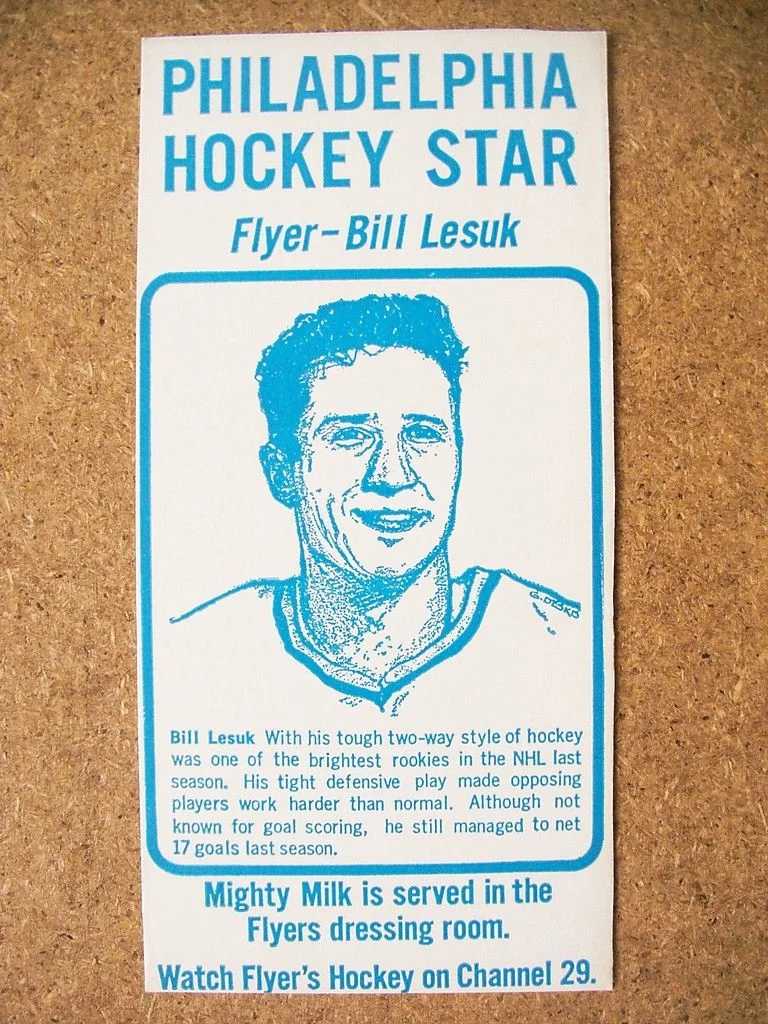 PHILADELPHIA
HOCKEY STAR
Flyer-Bill Lesuk
Bill Lesuk With his tough two-way style of hockey
was one of the brightest rookies in the NHL last
season. His tight defensive play made opposing
players work harder than normal. Although not
known for goal scoring, he still managed to net
17 goals last season.
Mighty Milk is served in the
Flyers dressing room.
Watch Flyer's Hockey on Channel 29.